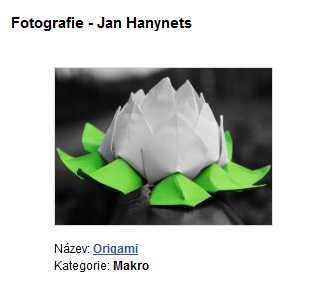 Fotografie - Jan Hanynets
Název: Origami
Kategorie: Makro